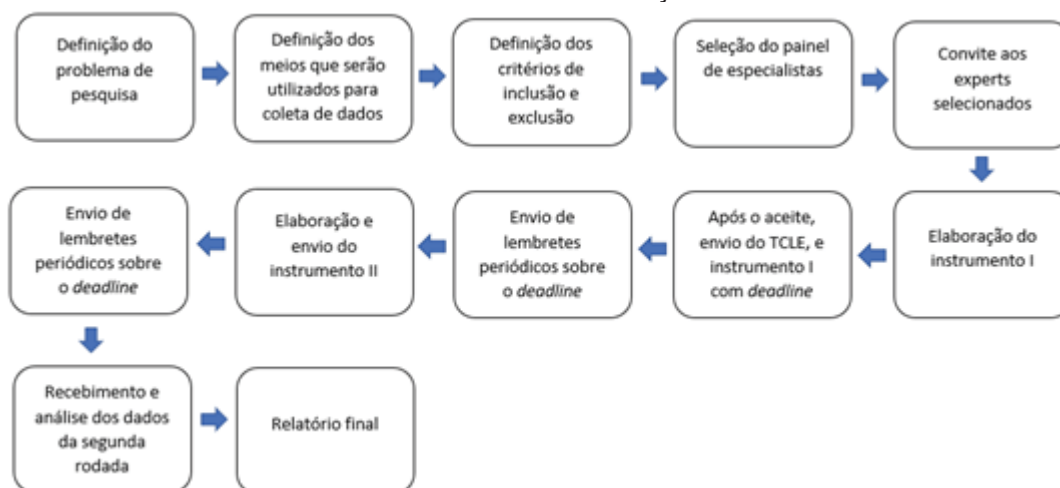 Definição do
problema de
pesquisa
Definição dos
meios que serão
utilizados para
coleta de dados
Definição dos
critérios de
inclusão e
exclusão
Seleção do painel
de especialistas
Convite aos
experts
selecionados
Elaboração do
instrumento I
Após o aceite,
envio do TCLE, e
instrumento I
com deadline
Envio de
lembretes
periódicos sobre
o deadline
Elaboração e
envio do
instrumento II
Envio de
lembretes
periódicos sobre
o deadline
Recebimento e
análise dos dados
da segunda
rodada
Relatório final